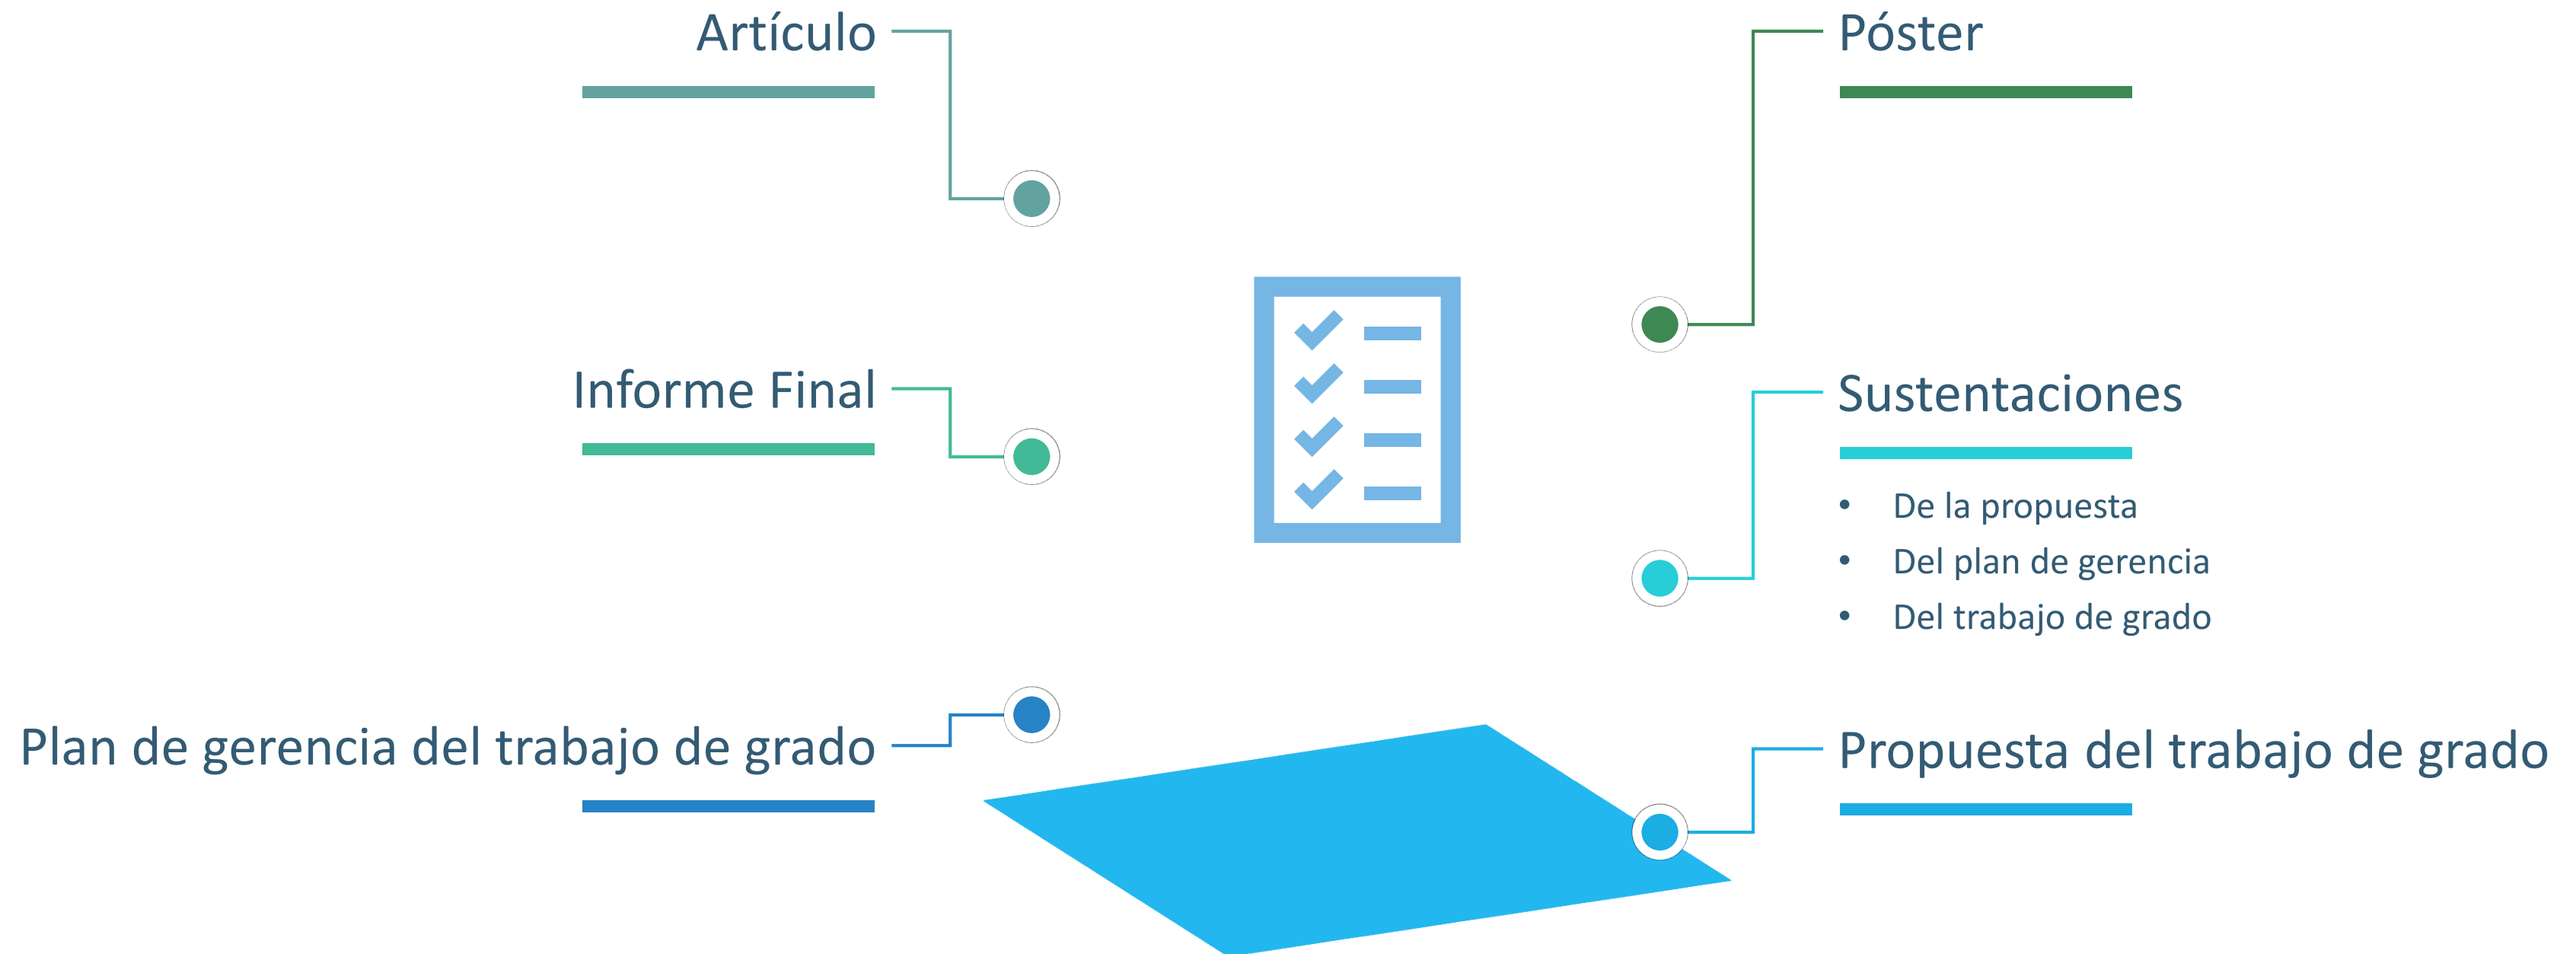 Artículo
Informe Final
Plan de gerencia del trabajo de grado
Póster
Sustentaciones
• De la propuesta
• Del plan de gerencia
• Del trabajo de grado
Propuesta del trabajo de grado